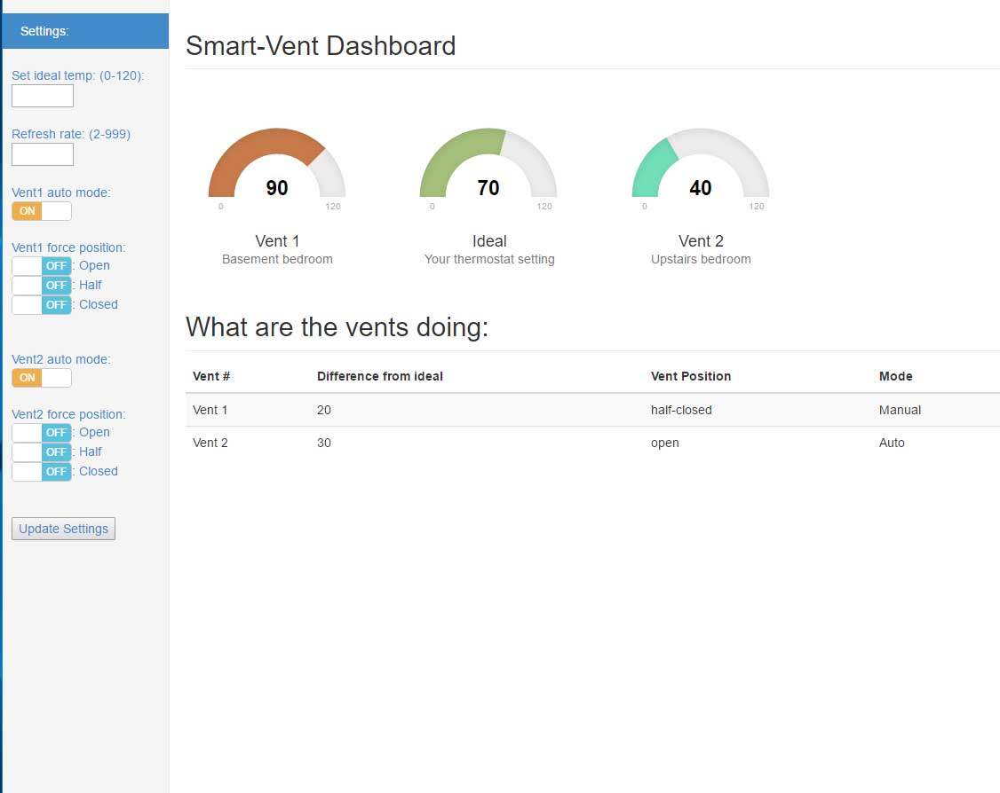 Settings:
Set ideal temp: (0-120):
Refresh rate: (2-999)
Vent1 auto mode:
ON
Vent1 force position:
OFF : Open
OFF : Half
OFF : Closed
Vent2 auto mode:
ON
Vent2 force position:
OFF : Open
OFF : Half
OFF : Closed
Update Settings
Smart-Vent Dashboard
90
0 120
Vent 1
Basement bedroom
70
0 120
Ideal
Your thermostat setting
40
0 120
Vent 2
Upstairs bedroom
What are the vents doing:
Vent # Difference from ideal Vent Position Mode
Vent 1 20 half-closed Manual
Vent 2 30 open Auto